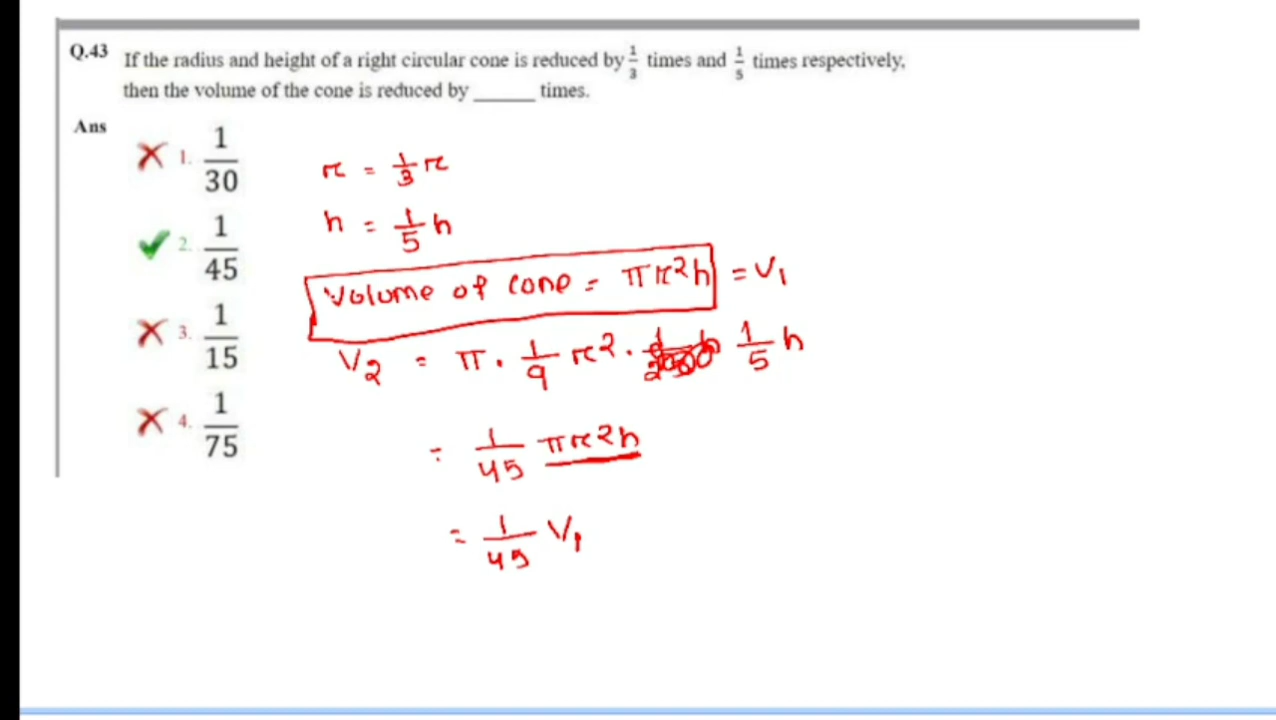 Q.43 If the radius and height of a right circular cone is reduced by 1/3 times and 1/5 times respectively,
then the volume of the cone is reduced by ______ times.
Ans
1. 1/30
2. 1/45
3. 1/15
4. 1/75
r = 1/3 r
h = 1/5 h
Volume of cone = πr²h = V₁
V₂ = π · 1/9 r² · 1/5 h
= 1/45 πr²h
= 1/45 V₁